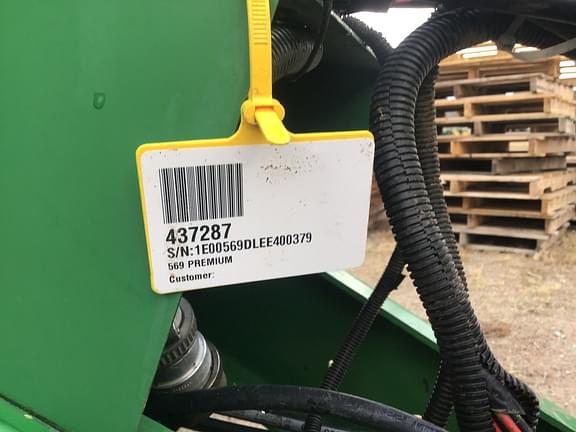 437287
S/N:1E00569DLEE400379
569 PREMIUM
Customer: